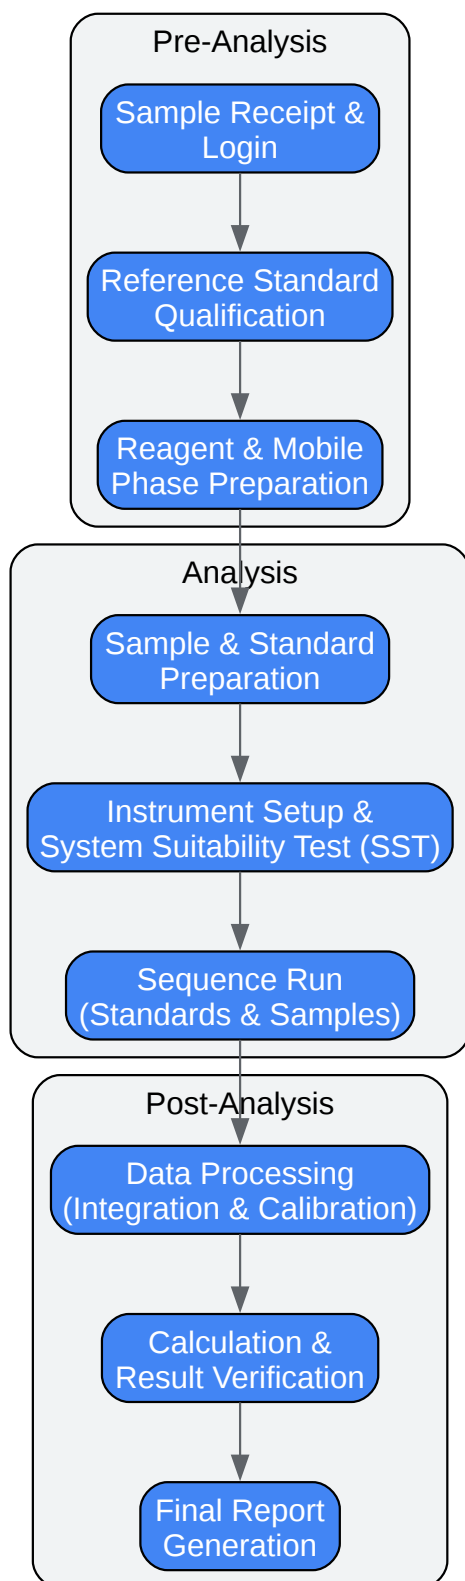 Pre-Analysis
Sample Receipt &
Login
Reference Standard
Qualification
Reagent & Mobile
Phase Preparation
Analysis
Sample & Standard
Preparation
Instrument Setup &
System Suitability Test (SST)
Sequence Run
(Standards & Samples)
Post-Analysis
Data Processing
(Integration & Calibration)
Calculation &
Result Verification
Final Report
Generation